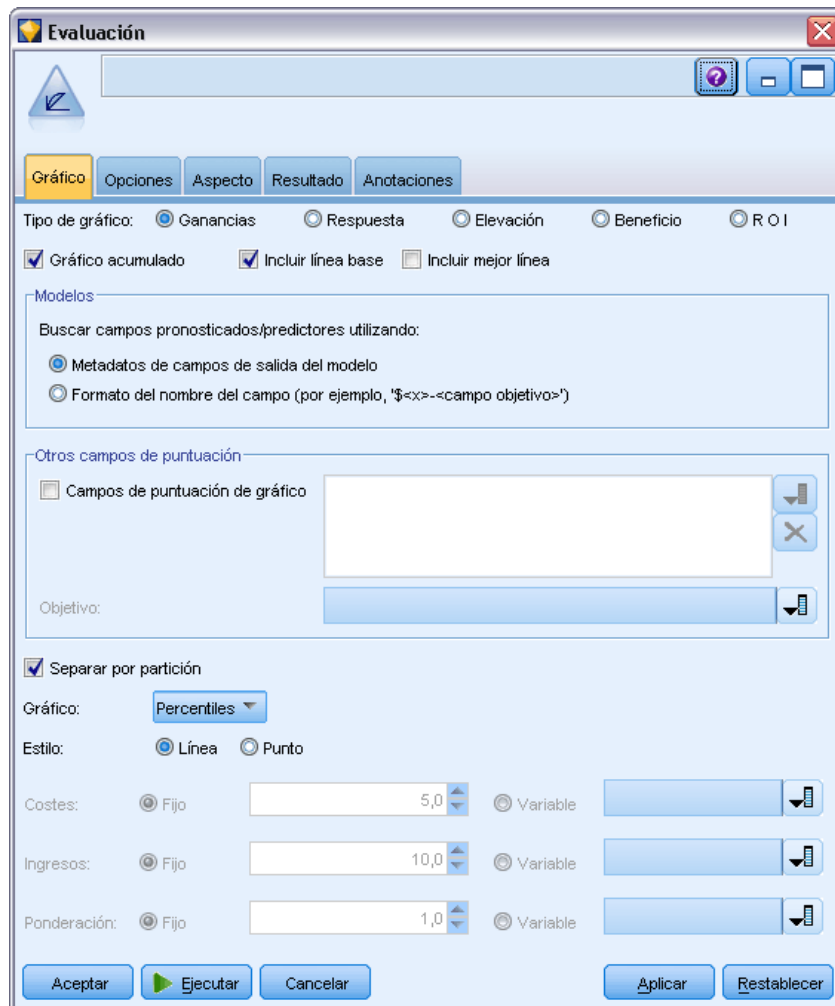 Evaluación
Gráfico Opciones Aspecto Resultado Anotaciones
Tipo de gráfico: Ganancias Respuesta Elevación Beneficio R O I
Gráfico acumulado Incluir línea base Incluir mejor línea
Modelos
Buscar campos pronosticados/predictores utilizando:
Metadatos de campos de salida del modelo
Formato del nombre del campo (por ejemplo, '$<x>-<campo objetivo>')
Otros campos de puntuación
Campos de puntuación de gráfico
Objetivo:
Separar por partición
Gráfico: Percentiles
Estilo: Línea Punto
Costes: Fijo 5,0 Variable
Ingresos: Fijo 10,0 Variable
Ponderación: Fijo 1,0 Variable
Aceptar Ejecutar Cancelar Aplicar Restablecer